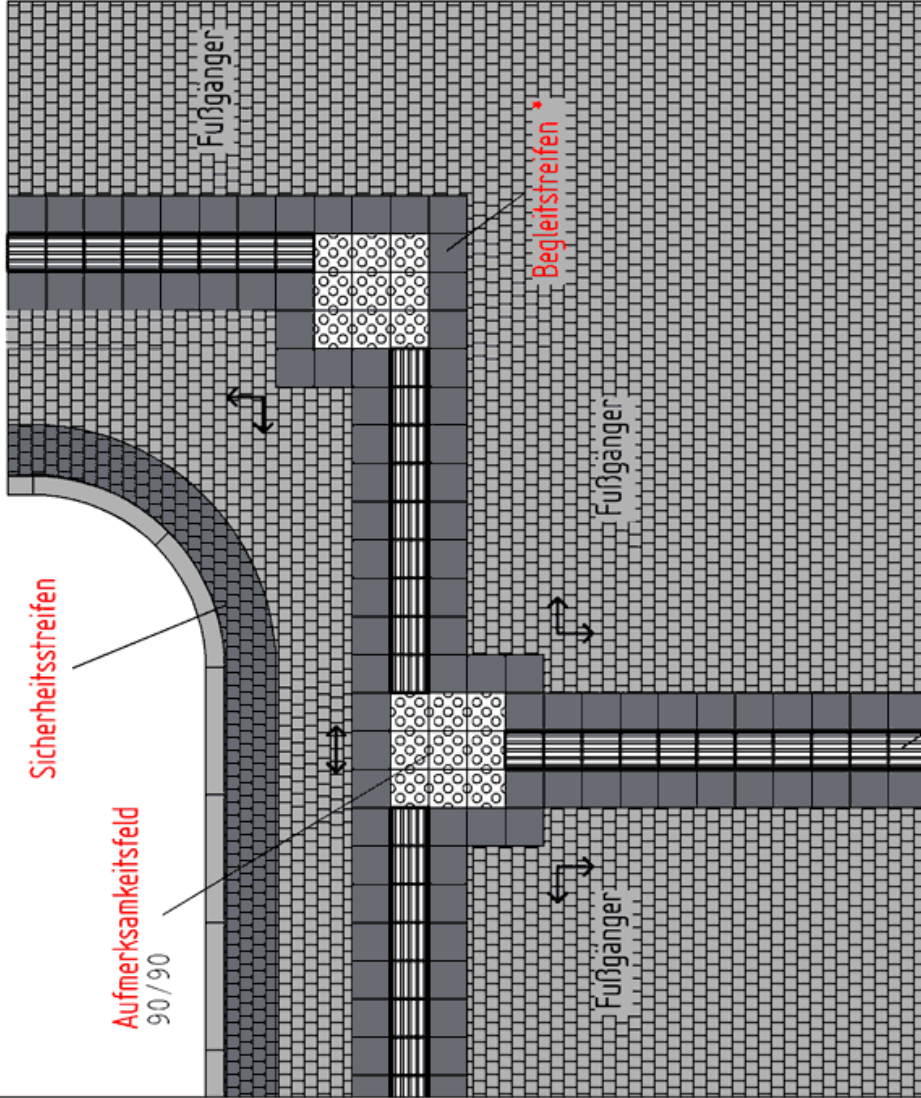 Fußgänger
Begleitstreifen *
Fußgänger
Sicherheitsstreifen
Aufmerksamkeitsfeld
90/90
Fußgänger